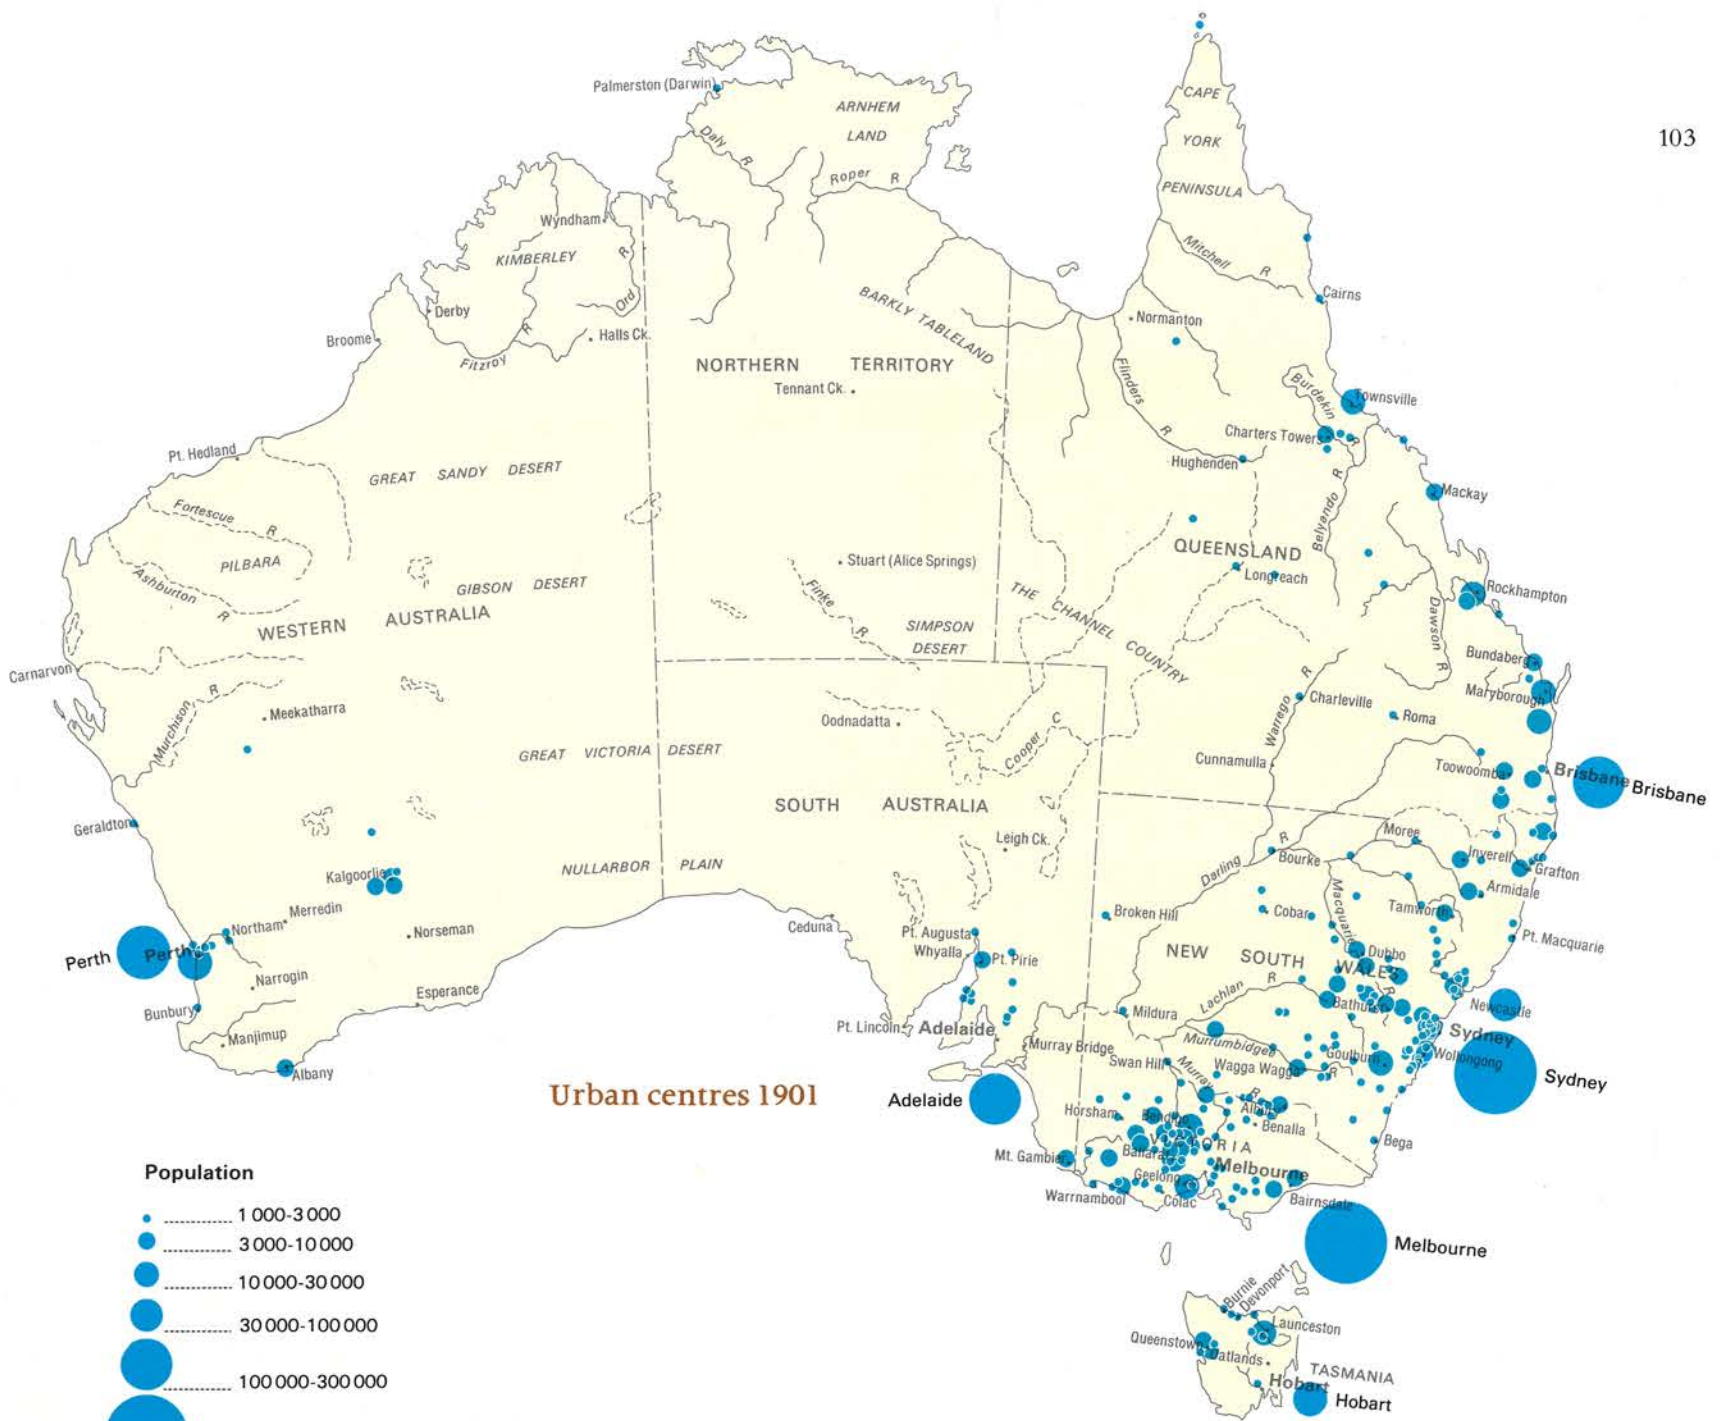 103
Palmerston (Darwin)
ARNHEM
LAND
Daly R
Roper R
CAPE
YORK
PENINSULA
Mitchell R
Wyndham
KIMBERLEY
Ord R
Derby
Broome
Fitzroy R
Halls Ck.
Cairns
Normanton
BARKLY TABLELAND
NORTHERN TERRITORY
Tennant Ck.
Flinders R
Burdekin R
Townsville
Charters Towers
Hughenden
Pt. Hedland
GREAT SANDY DESERT
Mackay
Fortescue R
Belyando R
PILBARA
QUEENSLAND
Ashburton R
GIBSON DESERT
Stuart (Alice Springs)
Longreach
Rockhampton
WESTERN AUSTRALIA
Finke R
THE CHANNEL COUNTRY
SIMPSON
DESERT
Dawson R
Carnarvon
Bundaberg
Maryborough
Murchison R
Meekatharra
Oodnadatta
Charleville
Roma
Warrego R
GREAT VICTORIA DESERT
Cooper C
Cunnamulla
Toowoomba
Brisbane
Brisbane
SOUTH AUSTRALIA
Geraldton
Leigh Ck.
Moree
Inverell
Grafton
Darling R
Bourke
NULLARBOR PLAIN
Kalgoorlie
Armidale
Macquarie R
Tamworth
Merredin
Northam
Broken Hill
Cobar
Ceduna
Perth
Perth
Norseman
Pt. Augusta
Whyalla
Pt. Pirie
Pt. Macquarie
NEW SOUTH WALES
Dubbo
Narrogin
Esperance
Lachlan R
Bathurst
Newcastle
Bunbury
Manjimup
Pt. Lincoln
Adelaide
Mildura
Sydney
Murray Bridge
Murrumbidgee R
Goulburn
Wollongong
Albany
Swan Hill
Murray R
Wagga Wagga
Sydney
Urban centres 1901
Adelaide
Horsham
Bendigo
Albury
Benalla
Bega
VICTORIA
Mt. Gambier
Ballarat
Melbourne
Geelong
Warrnambool
Colac
Bairnsdale
Melbourne
Population
1 000-3 000
3 000-10 000
10 000-30 000
30 000-100 000
100 000-300 000
Burnie
Devonport
Launceston
Queenstown
Oatlands
TASMANIA
Hobart
Hobart